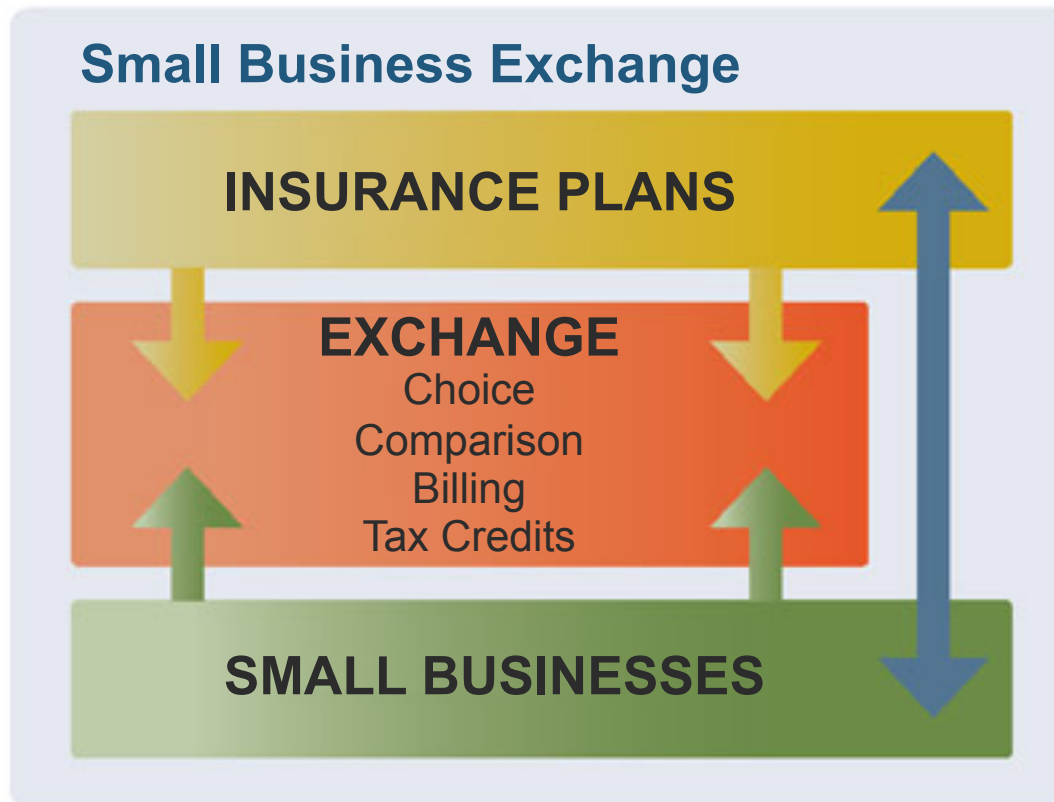 Small Business Exchange
INSURANCE PLANS
EXCHANGE
Choice
Comparison
Billing
Tax Credits
SMALL BUSINESSES